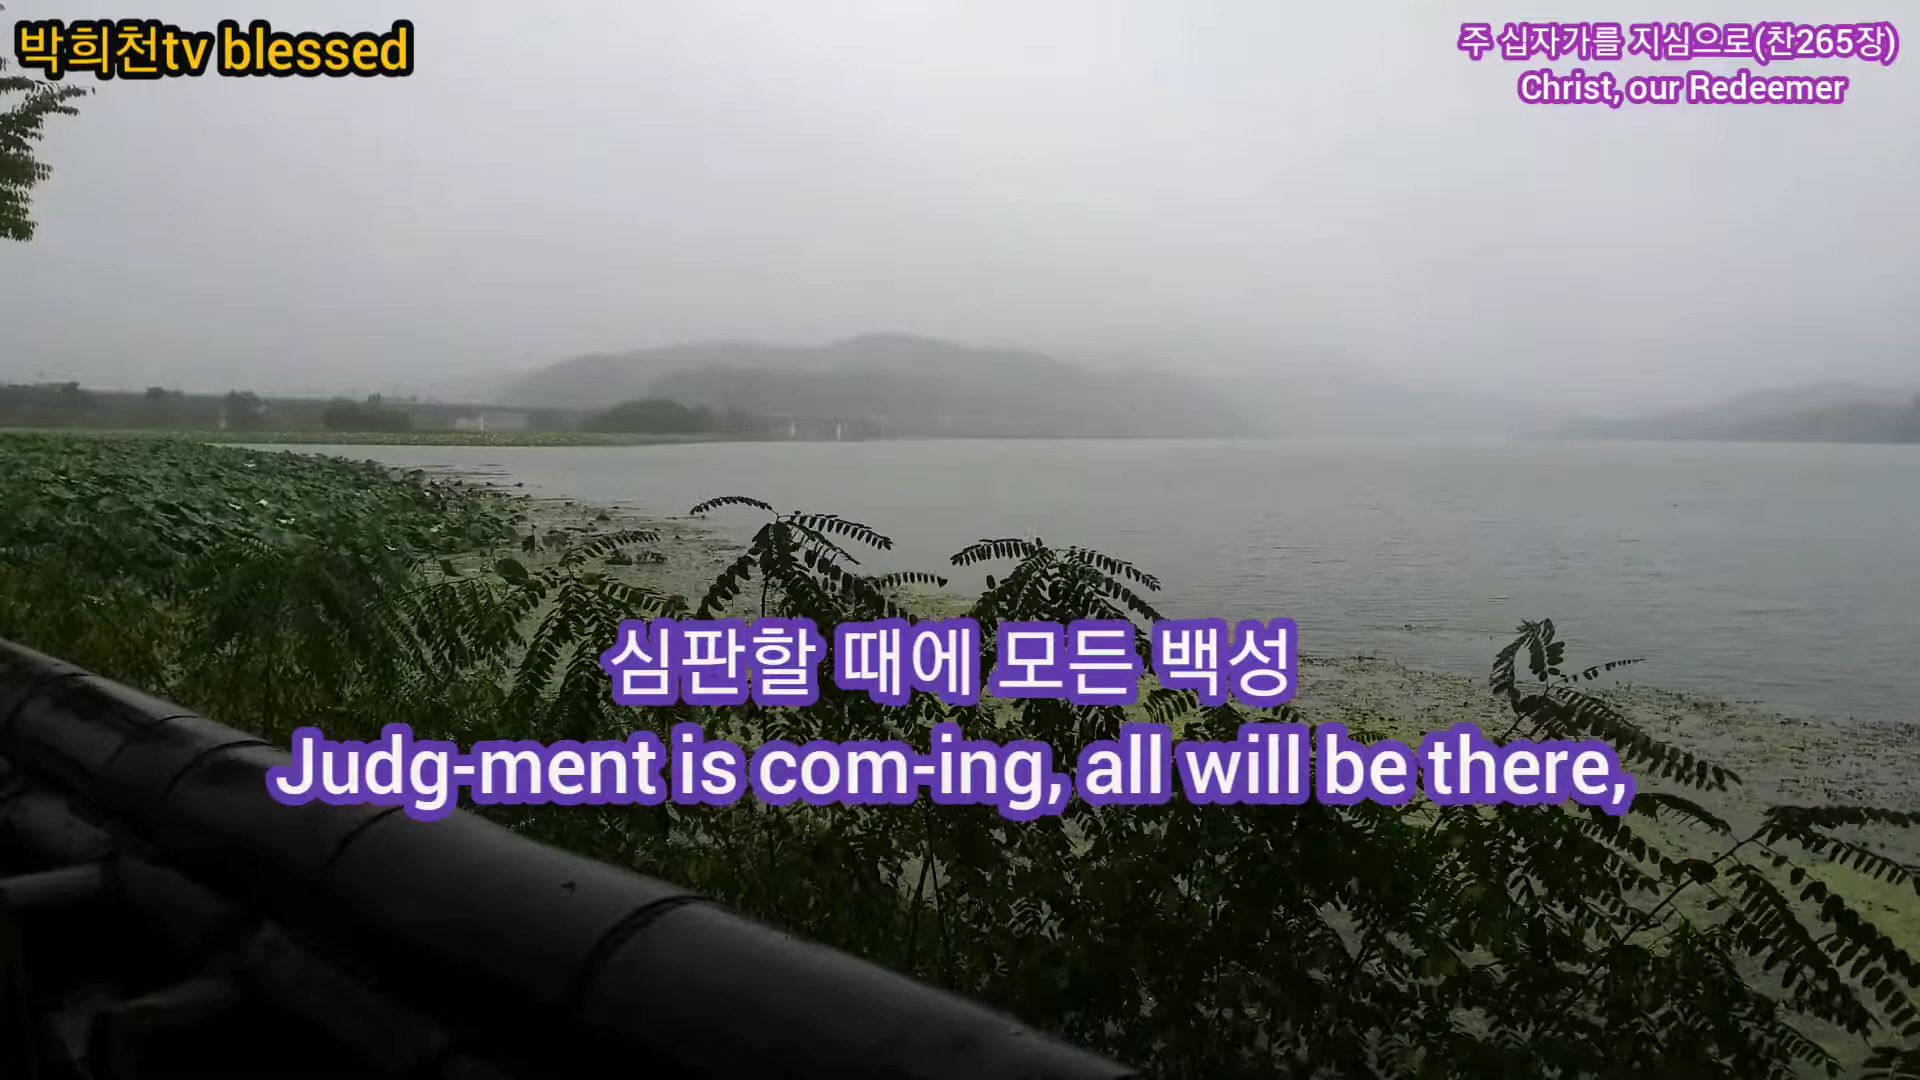 박희천tv blessed
주 십자가를 지심으로(찬265장)
Christ, our Redeemer
심판할 때에 모든 백성
Judg-ment is com-ing, all will be there,